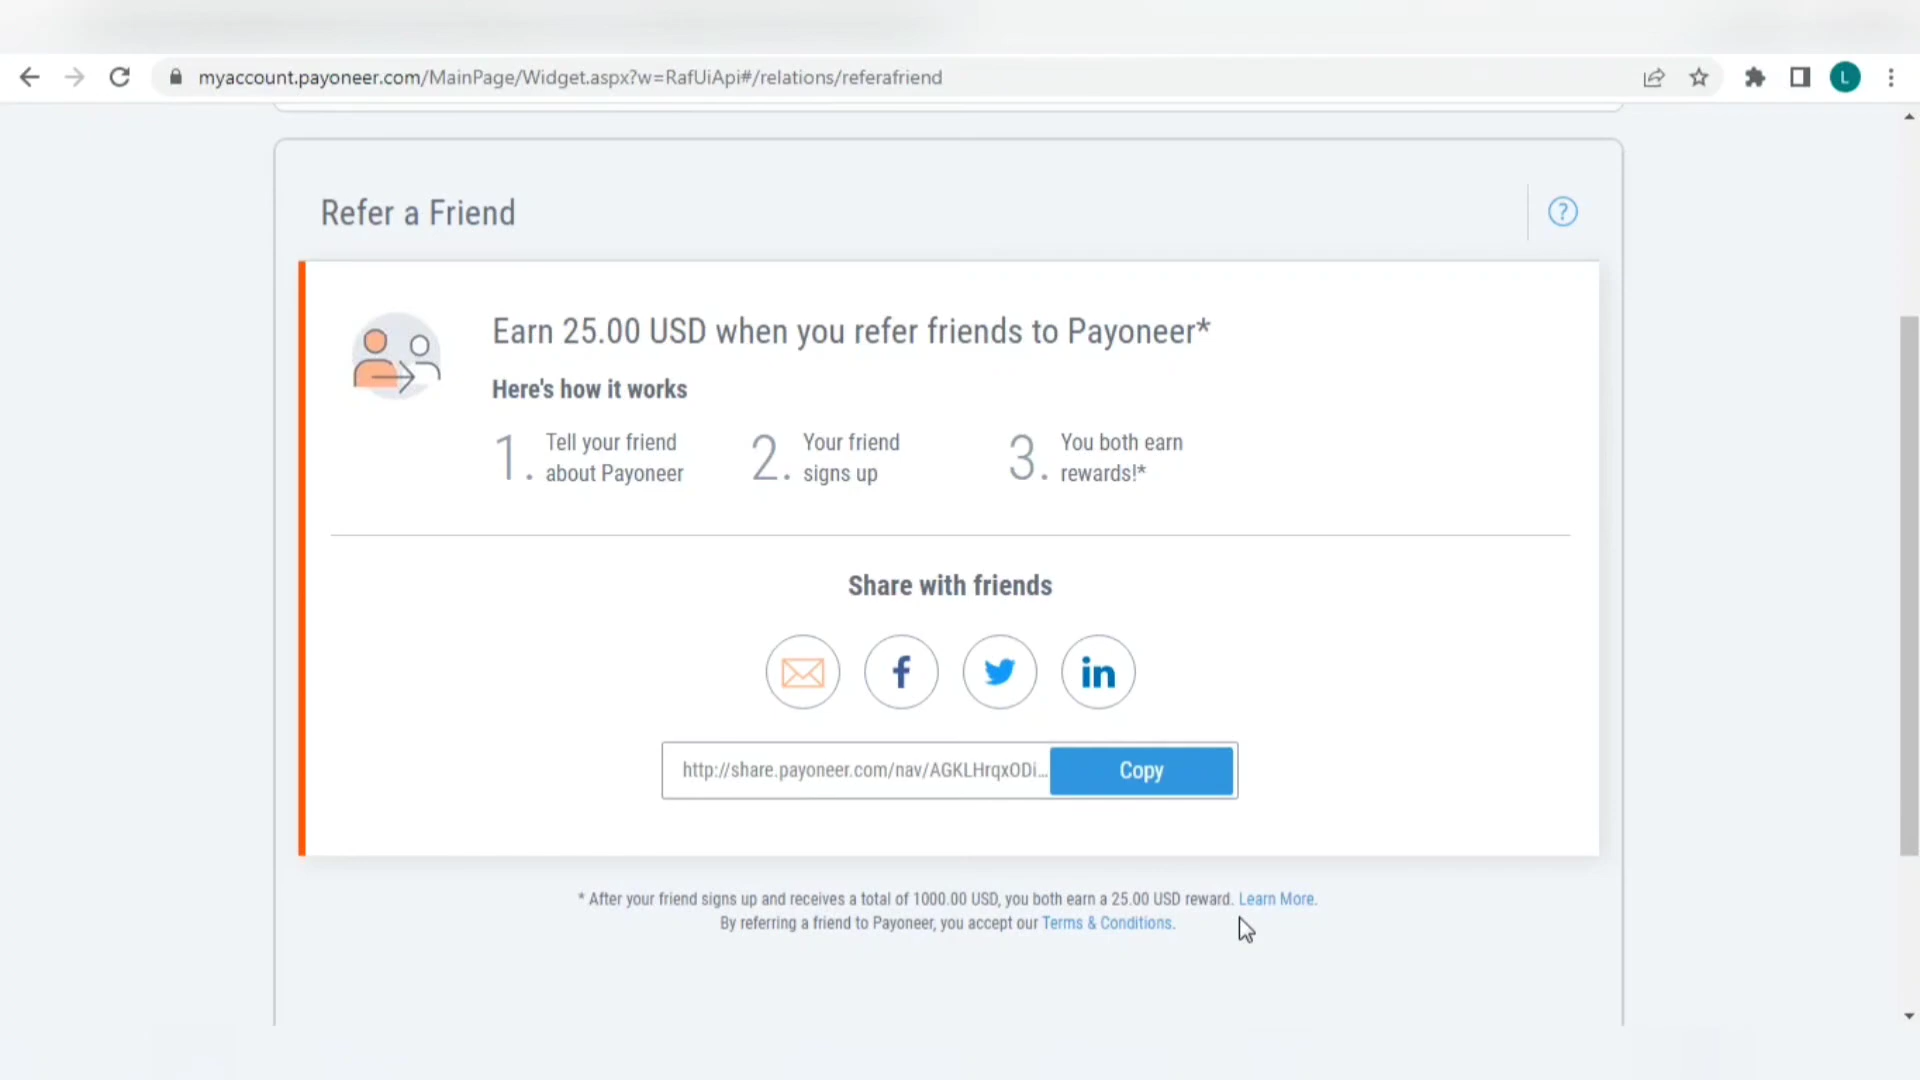 myaccount.payoneer.com/MainPage/Widget.aspx?w=RafUiApi#/relations/referafriend
L
Refer a Friend
?
Earn 25.00 USD when you refer friends to Payoneer*
Here's how it works
1. Tell your friend about Payoneer
2. Your friend signs up
3. You both earn rewards!*
Share with friends
f
in
http://share.payoneer.com/nav/AGKLHrqxODi...
Copy
* After your friend signs up and receives a total of 1000.00 USD, you both earn a 25.00 USD reward. Learn More.
By referring a friend to Payoneer, you accept our Terms & Conditions.